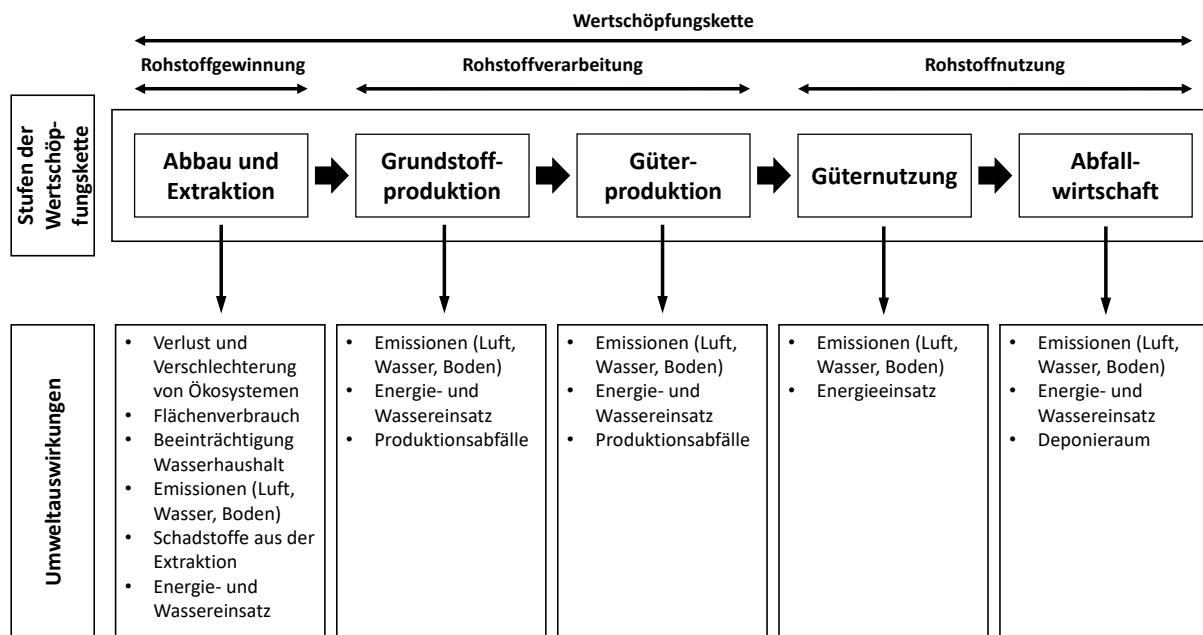 Wertschöpfungskette
Rohstoffgewinnung
Rohstoffverarbeitung
Rohstoffnutzung
Stufen der
Wertschöp-
fungskette
Abbau und
Extraktion
Grundstoff-
produktion
Güter-
produktion
Güternutzung
Abfall-
wirtschaft
Umweltauswirkungen
• Verlust und
Verschlechterung
von Ökosystemen
• Flächenverbrauch
• Beeinträchtigung
Wasserhaushalt
• Emissionen (Luft,
Wasser, Boden)
• Schadstoffe aus der
Extraktion
• Energie- und
Wassereinsatz
• Emissionen (Luft,
Wasser, Boden)
• Energie- und
Wassereinsatz
• Produktionsabfälle
• Emissionen (Luft,
Wasser, Boden)
• Energie- und
Wassereinsatz
• Produktionsabfälle
• Emissionen (Luft,
Wasser, Boden)
• Energieeinsatz
• Emissionen (Luft,
Wasser, Boden)
• Energie- und
Wassereinsatz
• Deponieraum